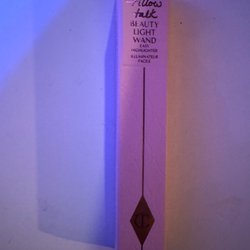 Pillow
talk
BEAUTY
LIGHT
WAND
EASY
HIGHLIGHTER
ILLUMINATEUR
FACILE